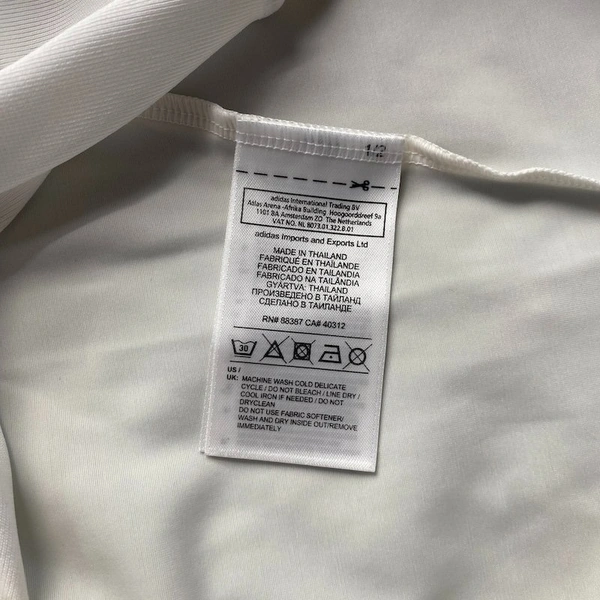 1/2
adidas International Trading BV
Atlas Arena -Afrika Building Hoogoorddreef 9a
1101 BA Amsterdam ZO The Netherlands
VAT NO. NL 8073.01.322.B.01
adidas Imports and Exports Ltd
MADE IN THAILAND
FABRIQUÉ EN THAÏLANDE
FABRICADO EN TAILANDIA
FABRICADO NA TAILÂNDIA
GYÁRTVA: THAILAND
ПРОИЗВЕДЕНО В ТАЙЛАНД
СДЕЛАНО В ТАИЛАНДЕ
RN# 88387 CA# 40312
30
US /
UK: MACHINE WASH COLD DELICATE
CYCLE / DO NOT BLEACH / LINE DRY /
COOL IRON IF NEEDED / DO NOT
DRYCLEAN
DO NOT USE FABRIC SOFTENER/
WASH AND DRY INSIDE OUT/REMOVE
IMMEDIATELY